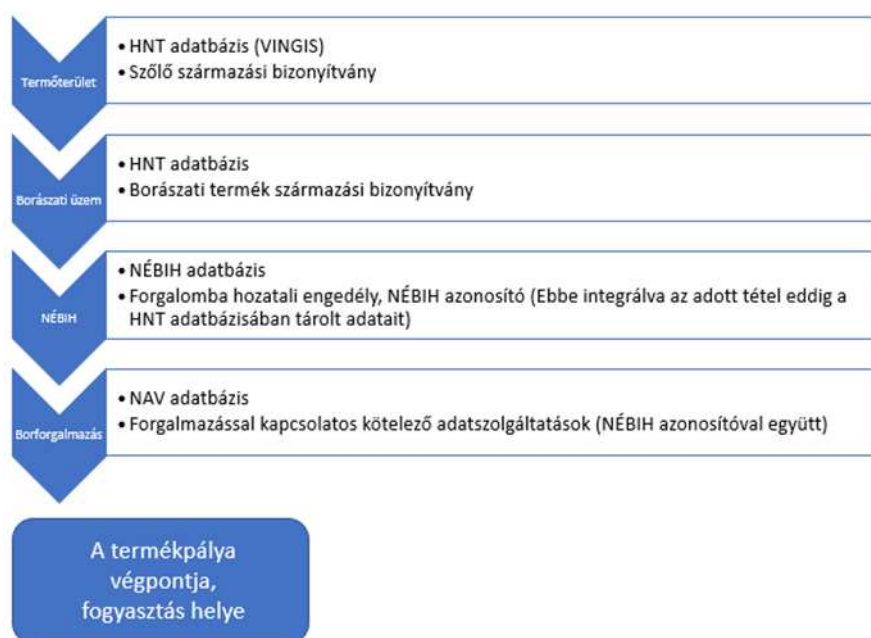 Termőterület
• HNT adatbázis (VINGIS)
• Szőlő származási bizonyítvány
Borászati üzem
• HNT adatbázis
• Borászati termék származási bizonyítvány
NÉBIH
• NÉBIH adatbázis
• Forgalomba hozatali engedély, NÉBIH azonosító (Ebbe integrálva az adott tétel eddig a
HNT adatbázisában tárolt adatait)
Borforgalmazás
• NAV adatbázis
• Forgalmazással kapcsolatos kötelező adatszolgáltatások (NÉBIH azonosítóval együtt)
A termékpálya
végpontja,
fogyasztás helye